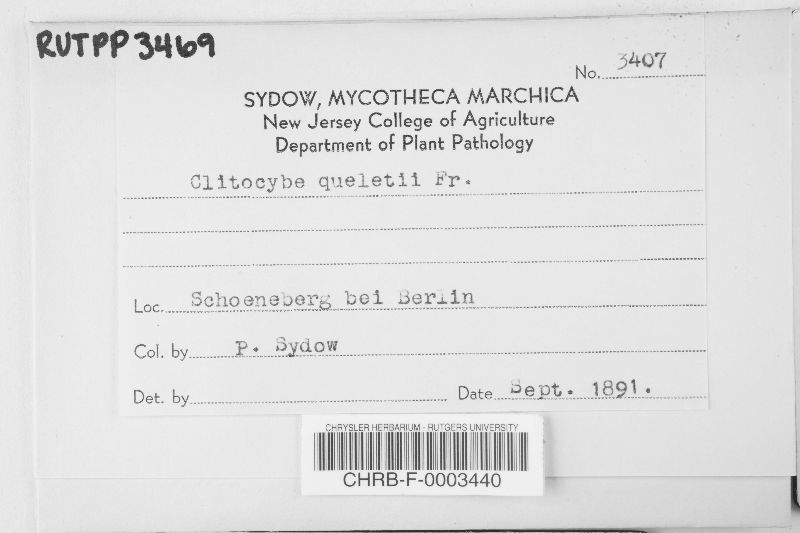 RUTPP 3469
No. 3407
SYDOW, MYCOTHECA MARCHICA
New Jersey College of Agriculture
Department of Plant Pathology
Clitocybe queletii Fr.
Loc. Schoeneberg bei Berlin
Col. by P. Sydow
Det. by Date Sept. 1891.
CHRYSLER HERBARIUM - RUTGERS UNIVERSITY
CHRB-F-0003440